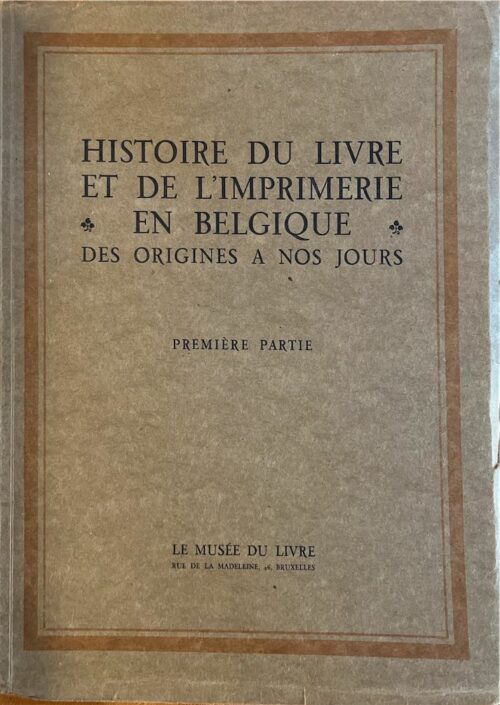 HISTOIRE DU LIVRE
ET DE L'IMPRIMERIE
EN BELGIQUE
DES ORIGINES A NOS JOURS
PREMIÈRE PARTIE
LE MUSÉE DU LIVRE
RUE DE LA MADELEINE, 46, BRUXELLES